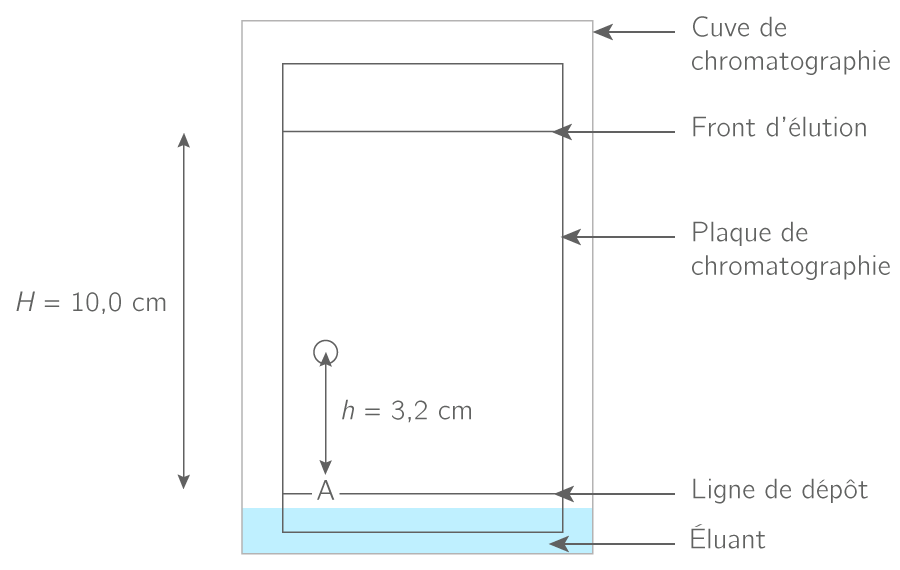 Cuve de
chromatographie
Front d'élution
Plaque de
chromatographie
H = 10,0 cm
h = 3,2 cm
A
Ligne de dépôt
Éluant